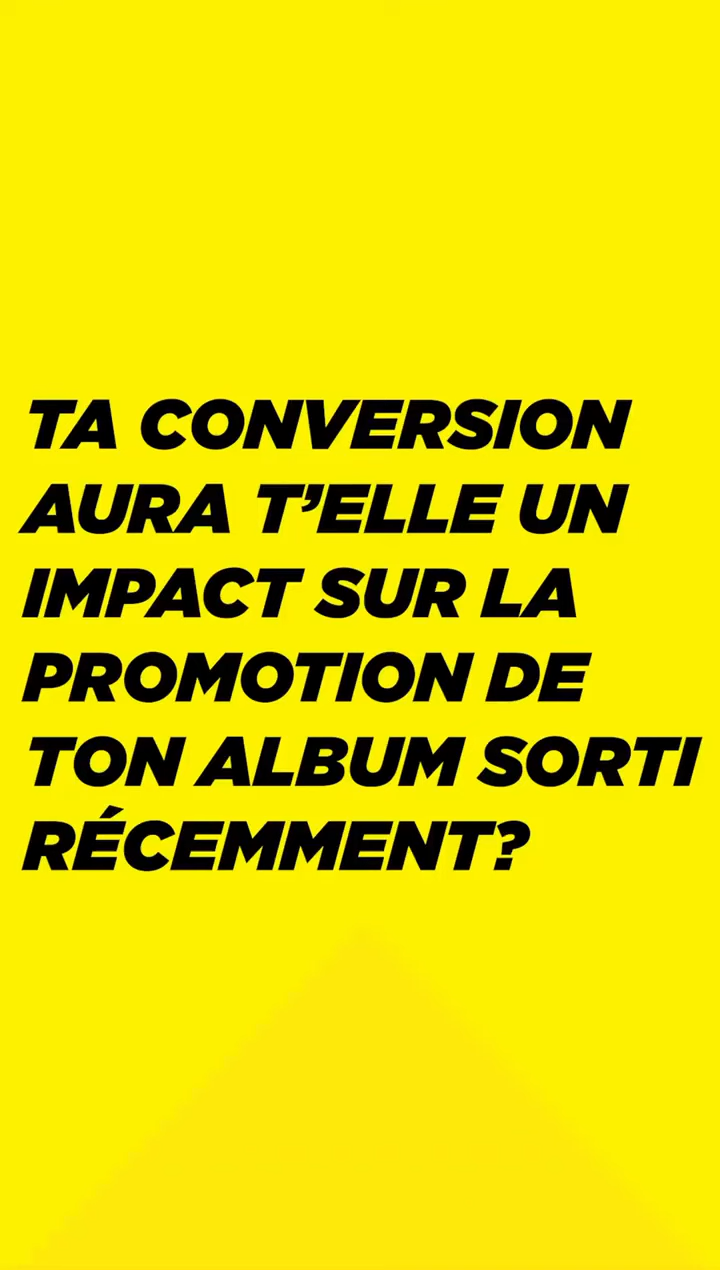 TA CONVERSION
AURA T'ELLE UN
IMPACT SUR LA
PROMOTION DE
TON ALBUM SORTI
RÉCEMMENT?